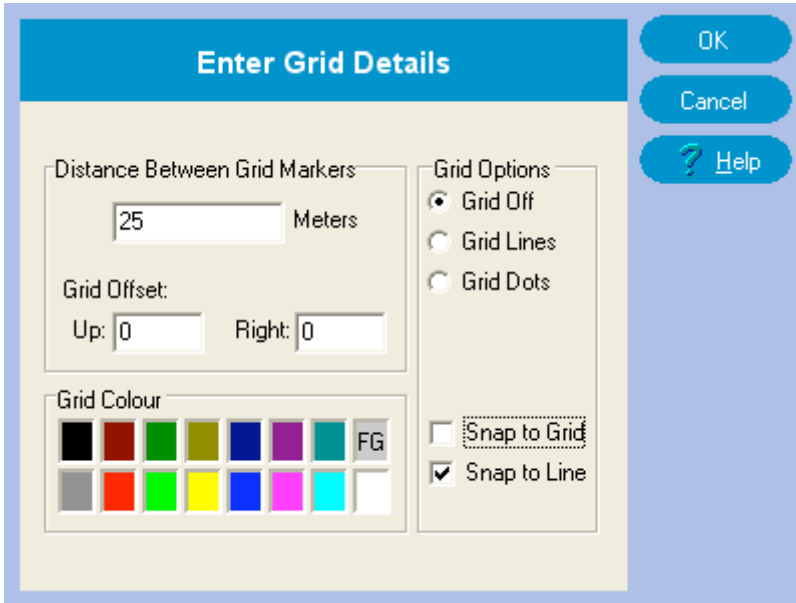 Enter Grid Details
OK
Cancel
? Help
Distance Between Grid Markers
25 Meters
Grid Offset:
Up: 0 Right: 0
Grid Options
Grid Off
Grid Lines
Grid Dots
Snap to Grid
Snap to Line
Grid Colour
FG